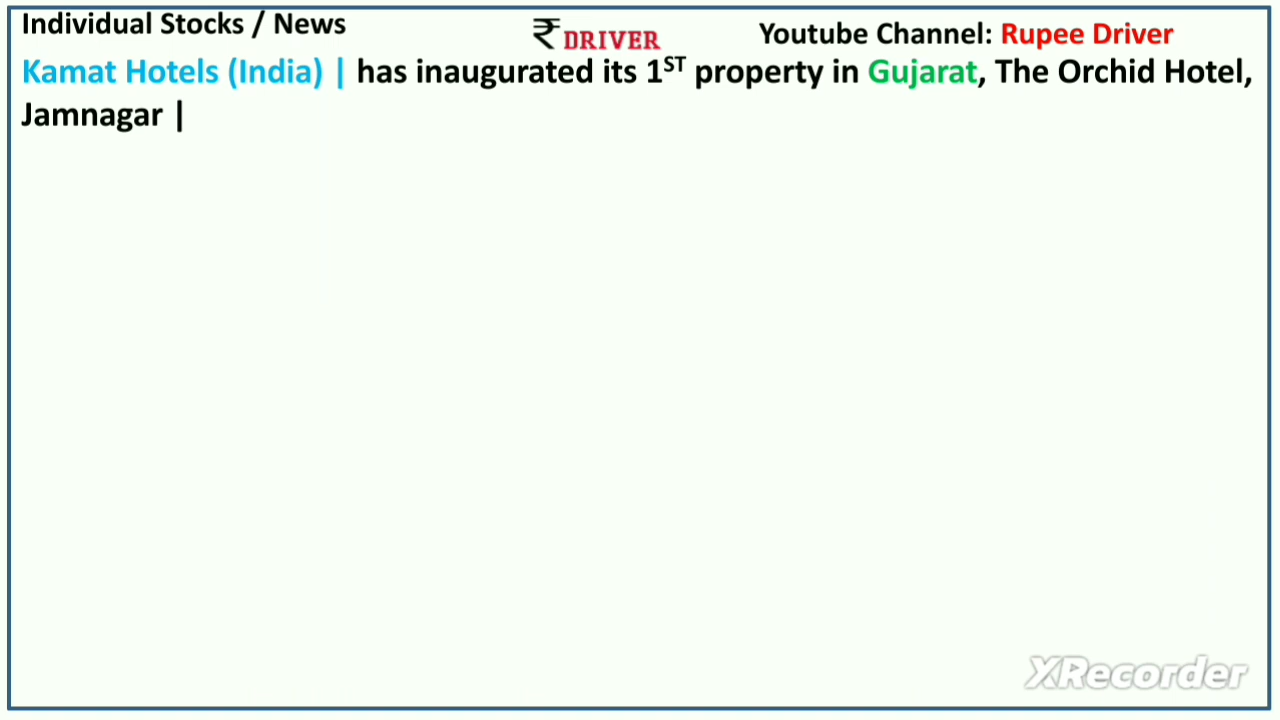 Individual Stocks / News
₹ DRIVER
Youtube Channel: Rupee Driver
Kamat Hotels (India) | has inaugurated its 1ST property in Gujarat, The Orchid Hotel,
Jamnagar |
XRecorder